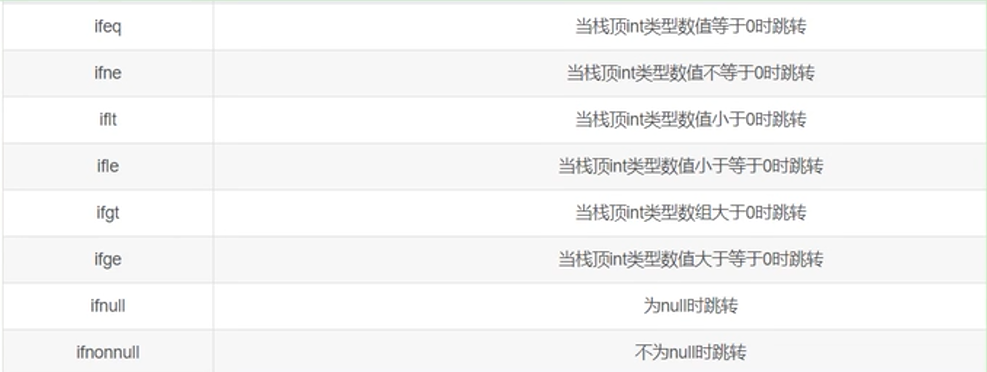 ifeq 当栈顶int类型数值等于0时跳转
ifne 当栈顶int类型数值不等于0时跳转
iflt 当栈顶int类型数值小于0时跳转
ifle 当栈顶int类型数值小于等于0时跳转
ifgt 当栈顶int类型数组大于0时跳转
ifge 当栈顶int类型数值大于等于0时跳转
ifnull 为null时跳转
ifnonnull 不为null时跳转